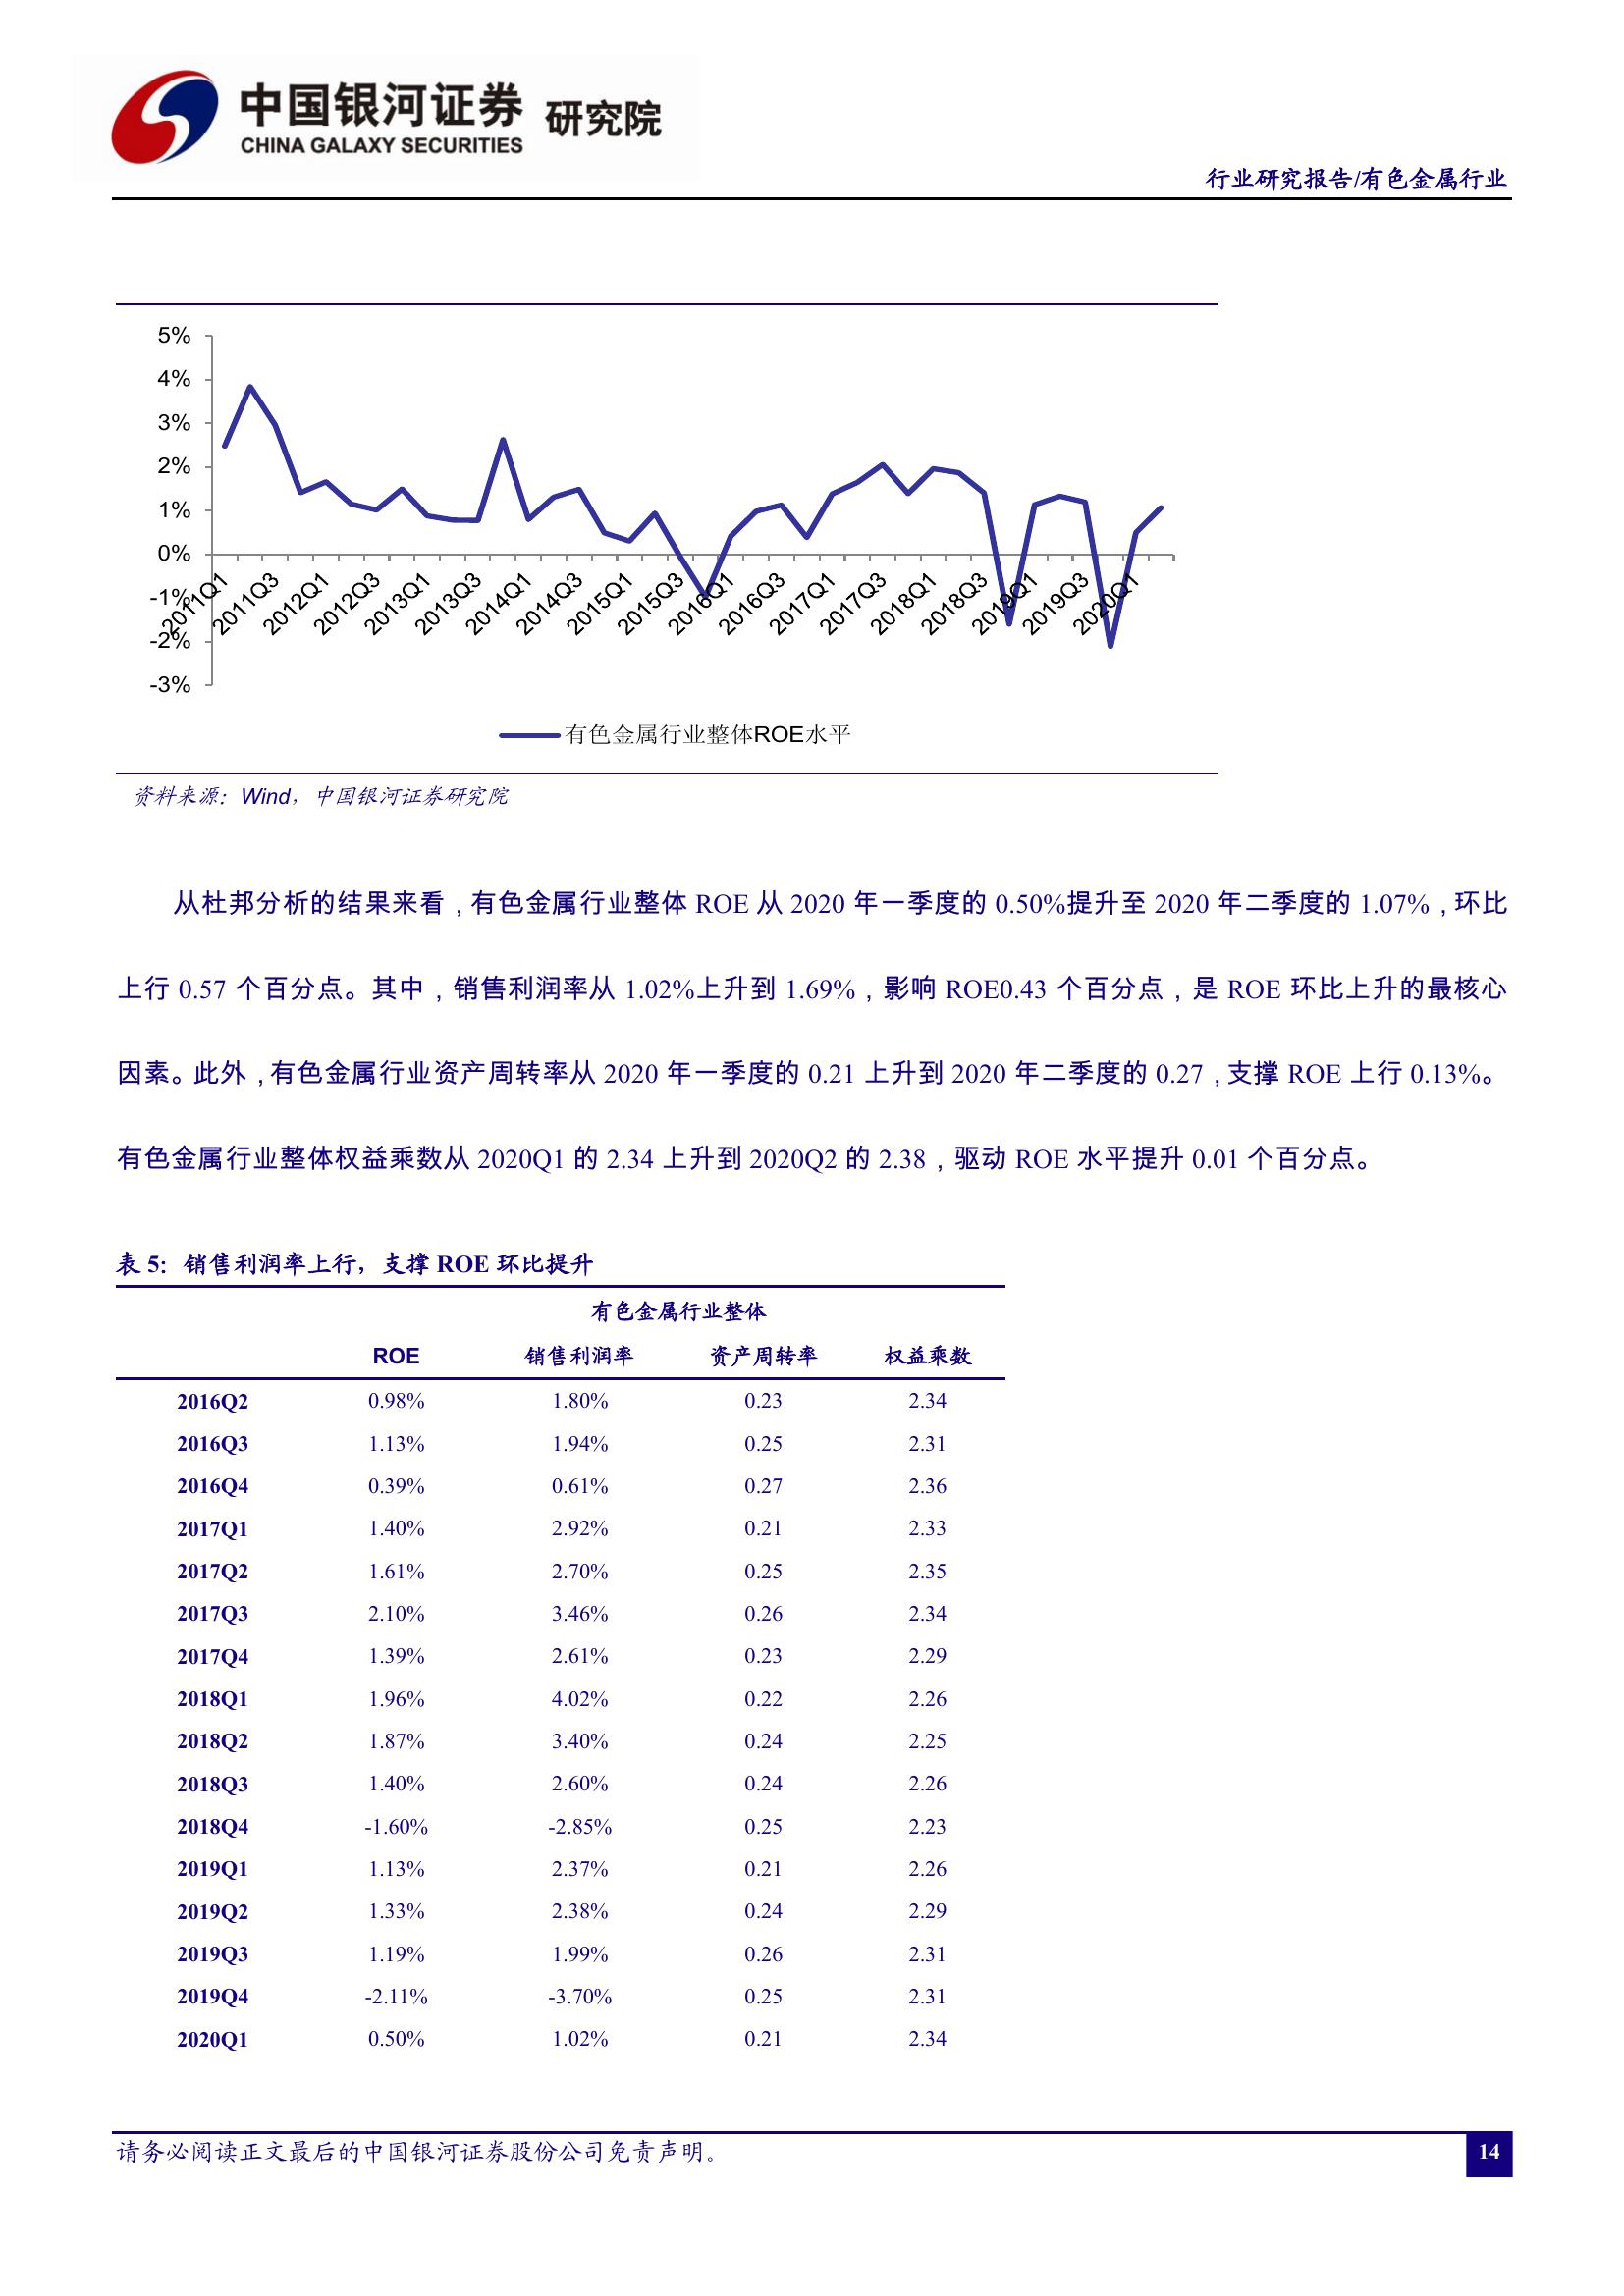 中国银河证券 研究院
CHINA GALAXY SECURITIES
行业研究报告/有色金属行业
5%
4%
3%
2%
1%
0%
-1%
-2%
-3%
2011Q1 2011Q3 2012Q1 2012Q3 2013Q1 2013Q3 2014Q1 2014Q3 2015Q1 2015Q3 2016Q1 2016Q3 2017Q1 2017Q3 2018Q1 2018Q3 2019Q1 2019Q3 2020Q1
有色金属行业整体ROE水平
资料来源：Wind，中国银河证券研究院
从杜邦分析的结果来看，有色金属行业整体 ROE 从 2020 年一季度的 0.50%提升至 2020 年二季度的 1.07%，环比
上行 0.57 个百分点。其中，销售利润率从 1.02%上升到 1.69%，影响 ROE0.43 个百分点，是 ROE 环比上升的最核心
因素。此外，有色金属行业资产周转率从 2020 年一季度的 0.21 上升到 2020 年二季度的 0.27，支撑 ROE 上行 0.13%。
有色金属行业整体权益乘数从 2020Q1 的 2.34 上升到 2020Q2 的 2.38，驱动 ROE 水平提升 0.01 个百分点。
表 5：销售利润率上行，支撑 ROE 环比提升
有色金属行业整体
ROE 销售利润率 资产周转率 权益乘数
2016Q2 0.98% 1.80% 0.23 2.34
2016Q3 1.13% 1.94% 0.25 2.31
2016Q4 0.39% 0.61% 0.27 2.36
2017Q1 1.40% 2.92% 0.21 2.33
2017Q2 1.61% 2.70% 0.25 2.35
2017Q3 2.10% 3.46% 0.26 2.34
2017Q4 1.39% 2.61% 0.23 2.29
2018Q1 1.96% 4.02% 0.22 2.26
2018Q2 1.87% 3.40% 0.24 2.25
2018Q3 1.40% 2.60% 0.24 2.26
2018Q4 -1.60% -2.85% 0.25 2.23
2019Q1 1.13% 2.37% 0.21 2.26
2019Q2 1.33% 2.38% 0.24 2.29
2019Q3 1.19% 1.99% 0.26 2.31
2019Q4 -2.11% -3.70% 0.25 2.31
2020Q1 0.50% 1.02% 0.21 2.34
请务必阅读正文最后的中国银河证券股份公司免责声明。
14